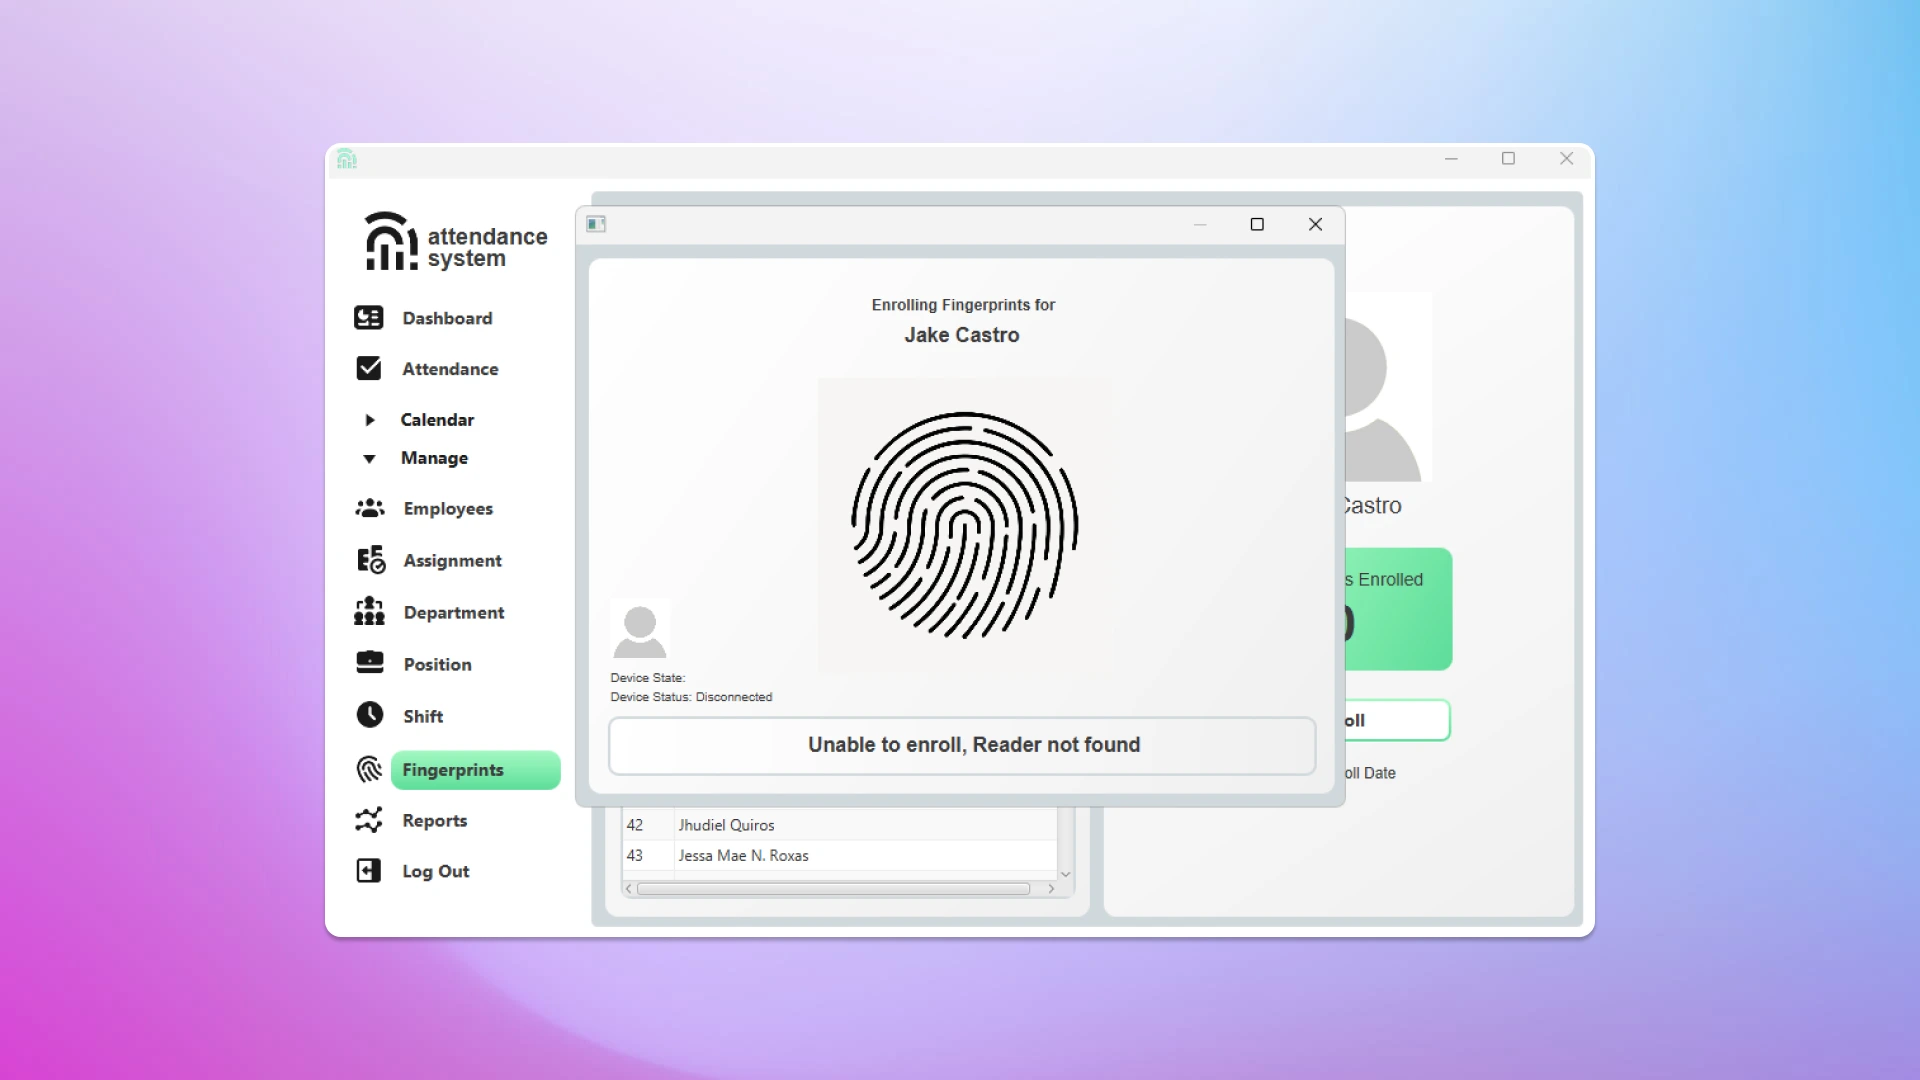 attendance
system
Dashboard
Attendance
Calendar
Manage
Employees
Assignment
Department
Position
Shift
Fingerprints
Reports
Log Out
Enrolling Fingerprints for
Jake Castro
Device State:
Device Status: Disconnected
Unable to enroll, Reader not found
42 Jhudiel Quiros
43 Jessa Mae N. Roxas
Castro
s Enrolled
0
oll
oll Date